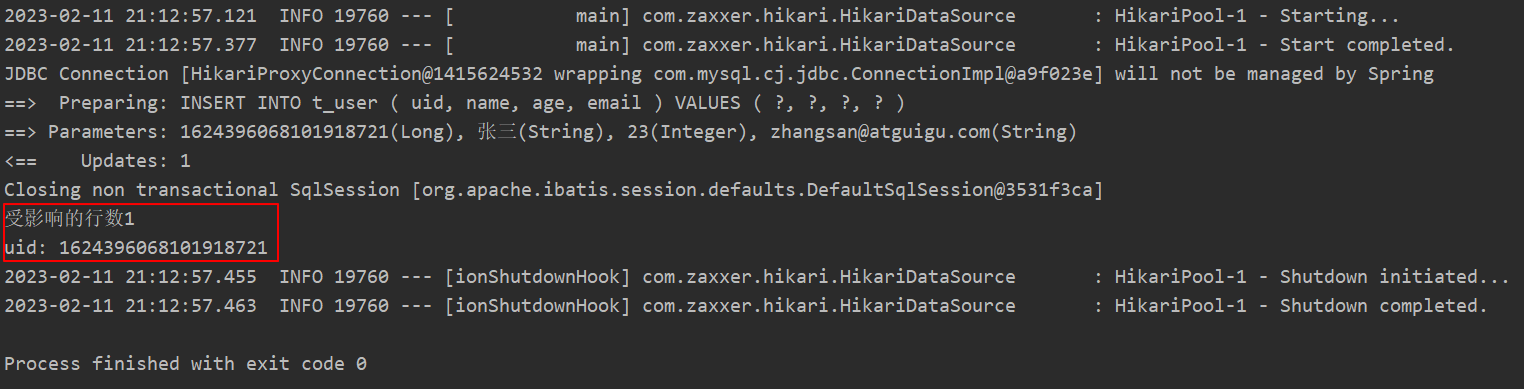 2023-02-11 21:12:57.121  INFO 19760 --- [           main] com.zaxxer.hikari.HikariDataSource       : HikariPool-1 - Starting...
2023-02-11 21:12:57.377  INFO 19760 --- [           main] com.zaxxer.hikari.HikariDataSource       : HikariPool-1 - Start completed.
JDBC Connection [HikariProxyConnection@1415624532 wrapping com.mysql.cj.jdbc.ConnectionImpl@a9f023e] will not be managed by Spring
==>  Preparing: INSERT INTO t_user ( uid, name, age, email ) VALUES ( ?, ?, ?, ? )
==> Parameters: 1624396068101918721(Long), 张三(String), 23(Integer), zhangsan@atguigu.com(String)
<==    Updates: 1
Closing non transactional SqlSession [org.apache.ibatis.session.defaults.DefaultSqlSession@3531f3ca]
受影响的行数1
uid: 1624396068101918721
2023-02-11 21:12:57.455  INFO 19760 --- [ionShutdownHook] com.zaxxer.hikari.HikariDataSource       : HikariPool-1 - Shutdown initiated...
2023-02-11 21:12:57.463  INFO 19760 --- [ionShutdownHook] com.zaxxer.hikari.HikariDataSource       : HikariPool-1 - Shutdown completed.
Process finished with exit code 0